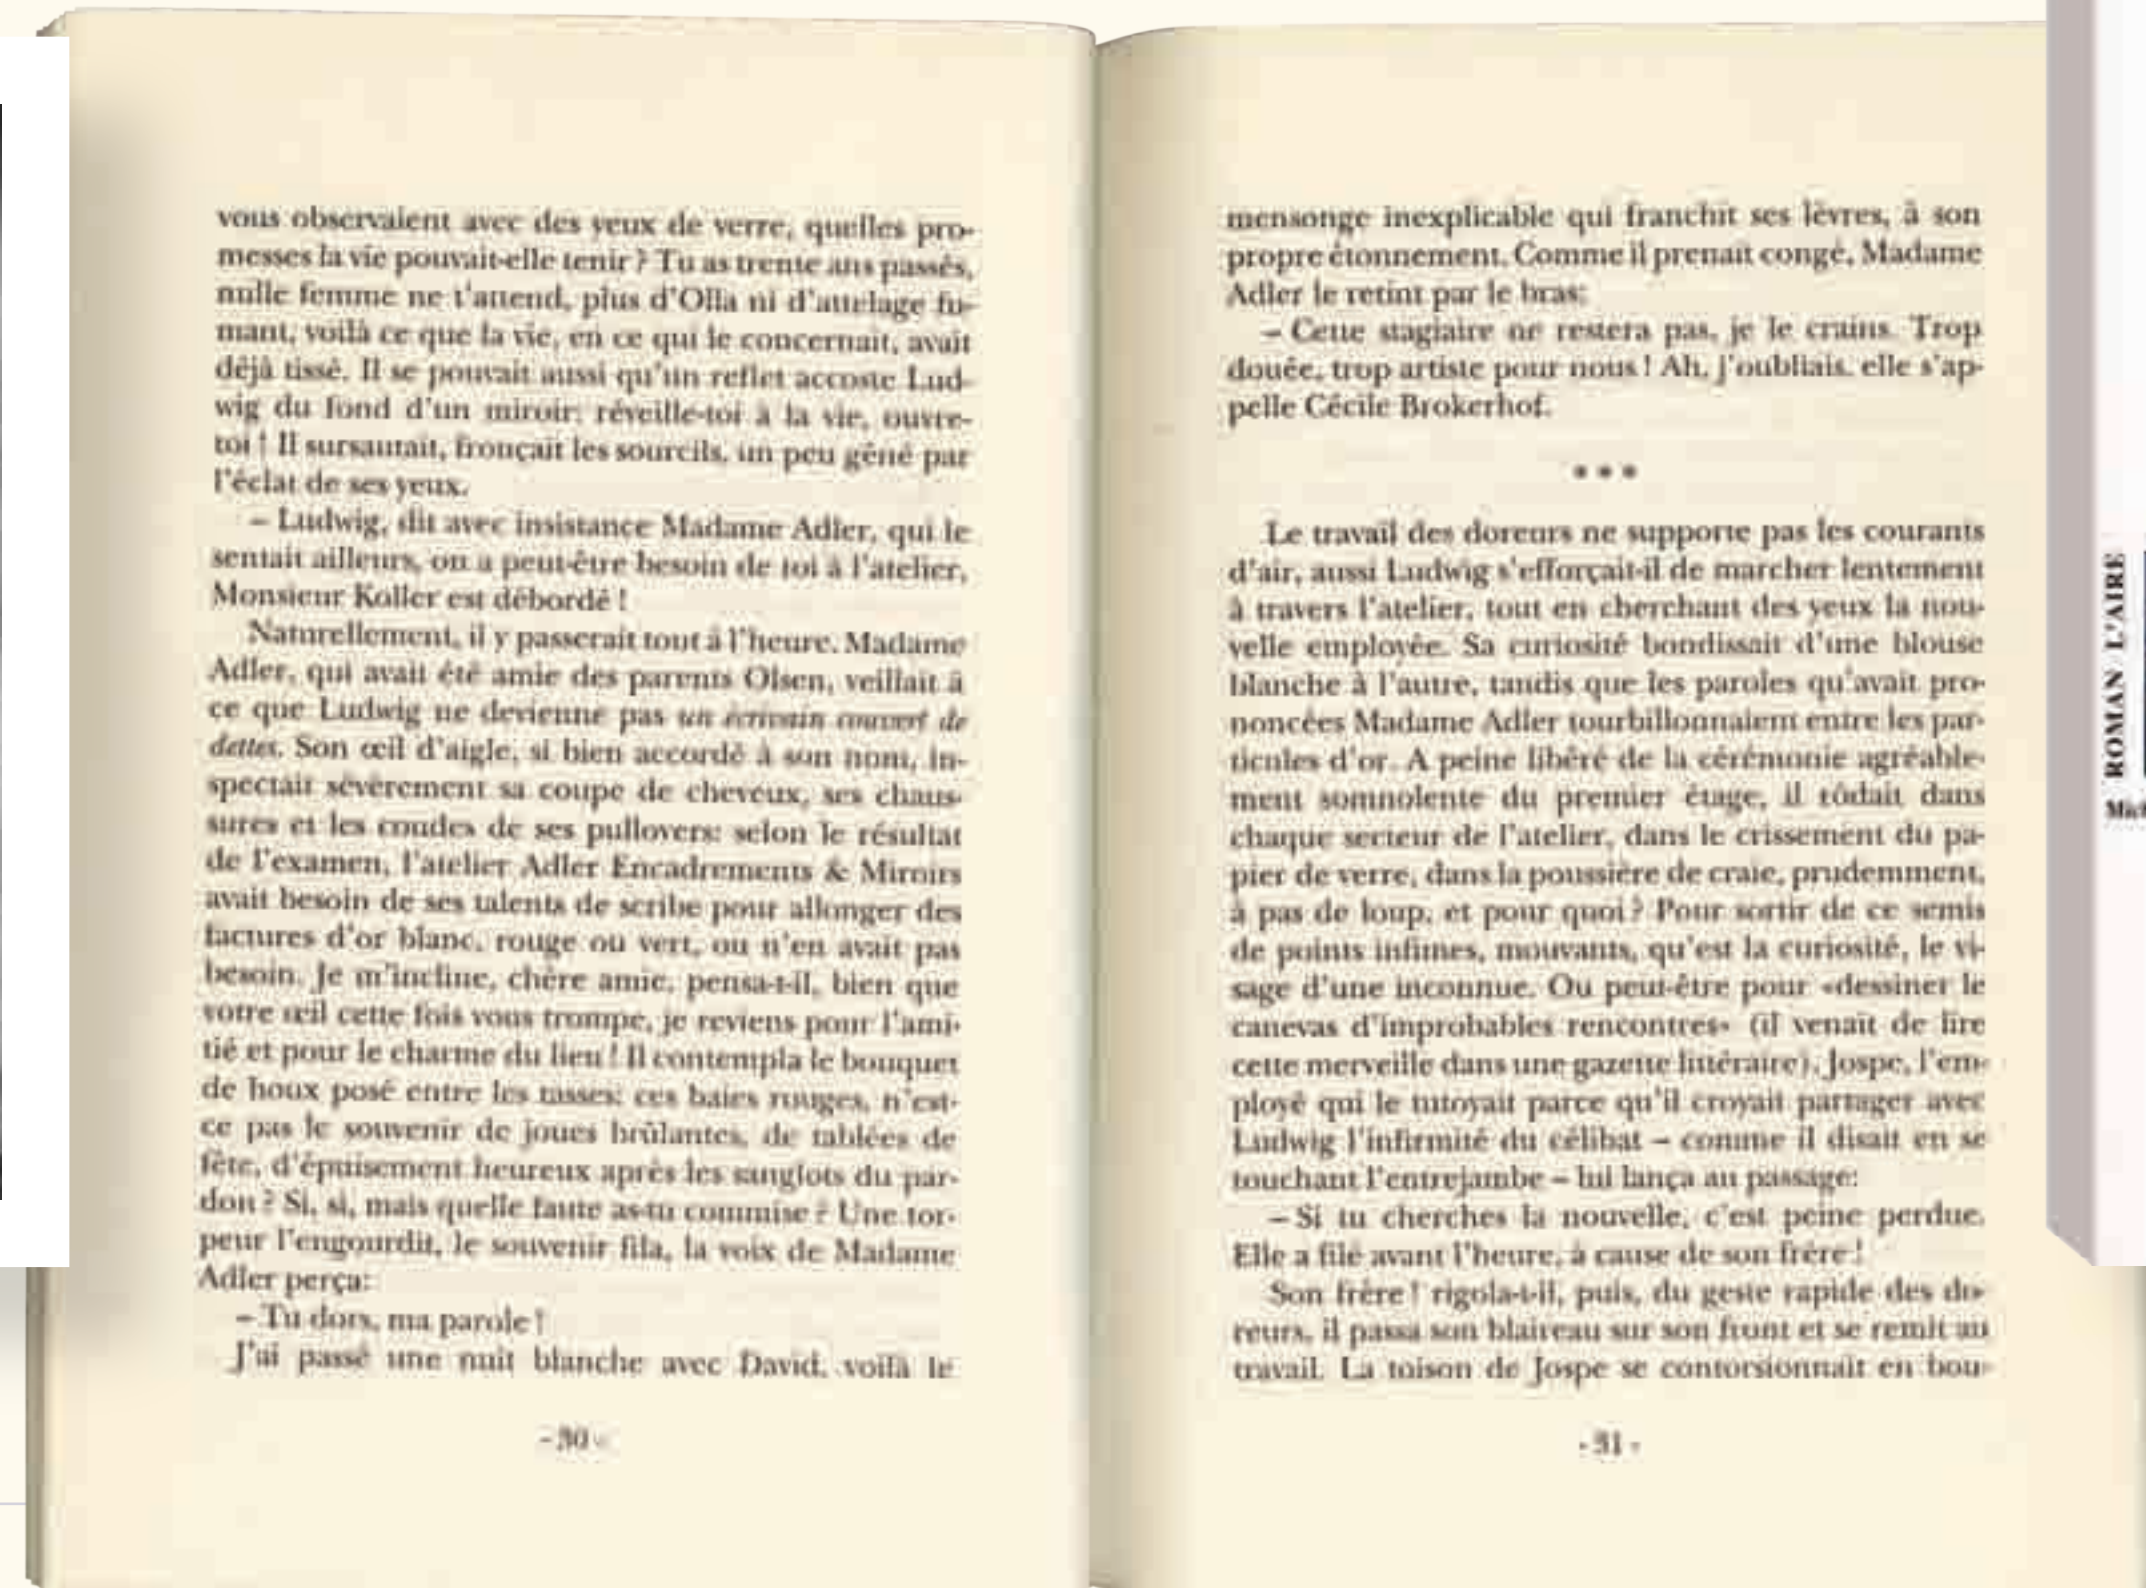 vous observaient avec des yeux de verre, quelles pro-
messes la vie pouvait-elle tenir ? Tu as trente ans passés,
nulle femme ne t'attend, plus d'Olla ni d'attelage fu-
mant, voilà ce que la vie, en ce qui le concernait, avait
déjà tissé. Il se pouvait aussi qu'un reflet accoste Lud-
wig du fond d'un miroir: réveille-toi à la vie, ouvre-
toi ! Il sursautait, fronçait les sourcils, un peu gêné par
l'éclat de ses yeux.
– Ludwig, dit avec insistance Madame Adler, qui le
sentait ailleurs, on a peut-être besoin de toi à l'atelier,
Monsieur Koller est débordé !
Naturellement, il y passerait tout à l'heure. Madame
Adler, qui avait été amie des parents Olsen, veillait à
ce que Ludwig ne devienne pas un écrivain couvert de
dettes. Son œil d'aigle, si bien accordé à son nom, in-
spectait sévèrement sa coupe de cheveux, ses chaus-
sures et les coudes de ses pullovers: selon le résultat
de l'examen, l'atelier Adler Encadrements & Miroirs
avait besoin de ses talents de scribe pour allonger des
factures d'or blanc, rouge ou vert, ou n'en avait pas
besoin. Je m'incline, chère amie, pensa-t-il, bien que
votre œil cette fois vous trompe, je reviens pour l'ami-
tié et pour le charme du lieu ! Il contempla le bouquet
de houx posé entre les tasses: ces baies rouges, n'est-
ce pas le souvenir de joues brûlantes, de tablées de
fête, d'épuisement heureux après les sanglots du par-
don ? Si, si, mais quelle faute as-tu commise ? Une tor-
peur l'engourdit, le souvenir fila, la voix de Madame
Adler perça:
– Tu dors, ma parole !
J'ai passé une nuit blanche avec David, voilà le
- 30 -
mensonge inexplicable qui franchit ses lèvres, à son
propre étonnement. Comme il prenait congé, Madame
Adler le retint par le bras:
– Cette stagiaire ne restera pas, je le crains. Trop
douée, trop artiste pour nous ! Ah, j'oubliais, elle s'ap-
pelle Cécile Brokerhof.
• • •
Le travail des doreurs ne supporte pas les courants
d'air, aussi Ludwig s'efforçait-il de marcher lentement
à travers l'atelier, tout en cherchant des yeux la nou-
velle employée. Sa curiosité bondissait d'une blouse
blanche à l'autre, tandis que les paroles qu'avait pro-
noncées Madame Adler tourbillonnaient entre les par-
ticules d'or. A peine libéré de la cérémonie agréable-
ment somnolente du premier étage, il rôdait dans
chaque secteur de l'atelier, dans le crissement du pa-
pier de verre, dans la poussière de craie, prudemment,
à pas de loup, et pour quoi ? Pour sortir de ce semis
de points infimes, mouvants, qu'est la curiosité, le vi-
sage d'une inconnue. Ou peut-être pour «dessiner le
canevas d'improbables rencontres» (il venait de lire
cette merveille dans une gazette littéraire). Jospe, l'em-
ployé qui le tutoyait parce qu'il croyait partager avec
Ludwig l'infirmité du célibat – comme il disait en se
touchant l'entrejambe – lui lança au passage:
– Si tu cherches la nouvelle, c'est peine perdue.
Elle a filé avant l'heure, à cause de son frère !
Son frère ! rigola-t-il, puis, du geste rapide des do-
reurs, il passa son blaireau sur son front et se remit au
travail. La toison de Jospe se contorsionnait en bou-
- 31 -
ROMAN L'AIRE